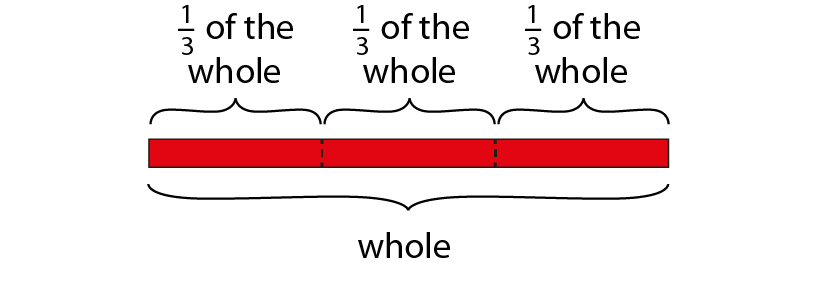 1/3 of the
whole
1/3 of the
whole
1/3 of the
whole
whole